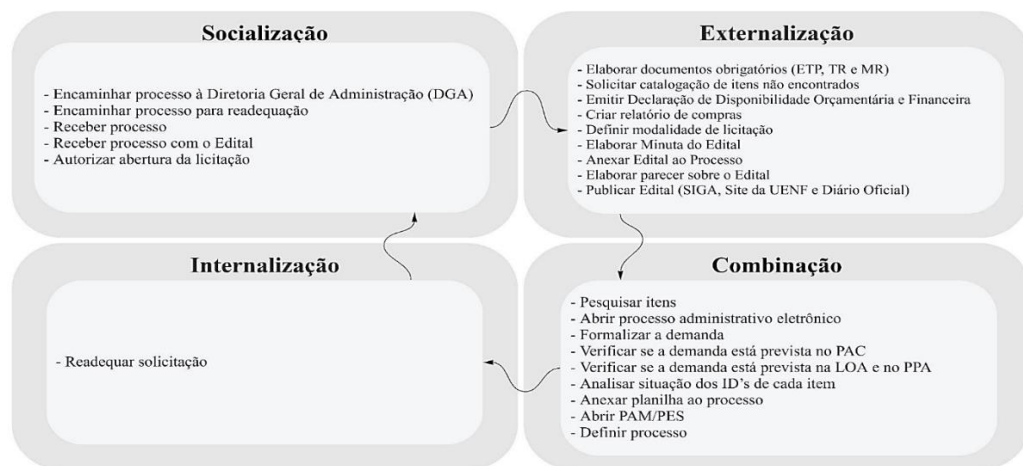 Socialização
- Encaminhar processo à Diretoria Geral de Administração (DGA)
- Encaminhar processo para readequação
- Receber processo
- Receber processo com o Edital
- Autorizar abertura da licitação
Externalização
- Elaborar documentos obrigatórios (ETP, TR e MR)
- Solicitar catalogação de itens não encontrados
- Emitir Declaração de Disponibilidade Orçamentária e Financeira
- Criar relatório de compras
- Definir modalidade de licitação
- Elaborar Minuta do Edital
- Anexar Edital ao Processo
- Elaborar parecer sobre o Edital
- Publicar Edital (SIGA, Site da UENF e Diário Oficial)
Internalização
- Readequar solicitação
Combinação
- Pesquisar itens
- Abrir processo administrativo eletrônico
- Formalizar a demanda
- Verificar se a demanda está prevista no PAC
- Verificar se a demanda está prevista na LOA e no PPA
- Analisar situação dos ID's de cada item
- Anexar planilha ao processo
- Abrir PAM/PES
- Definir processo